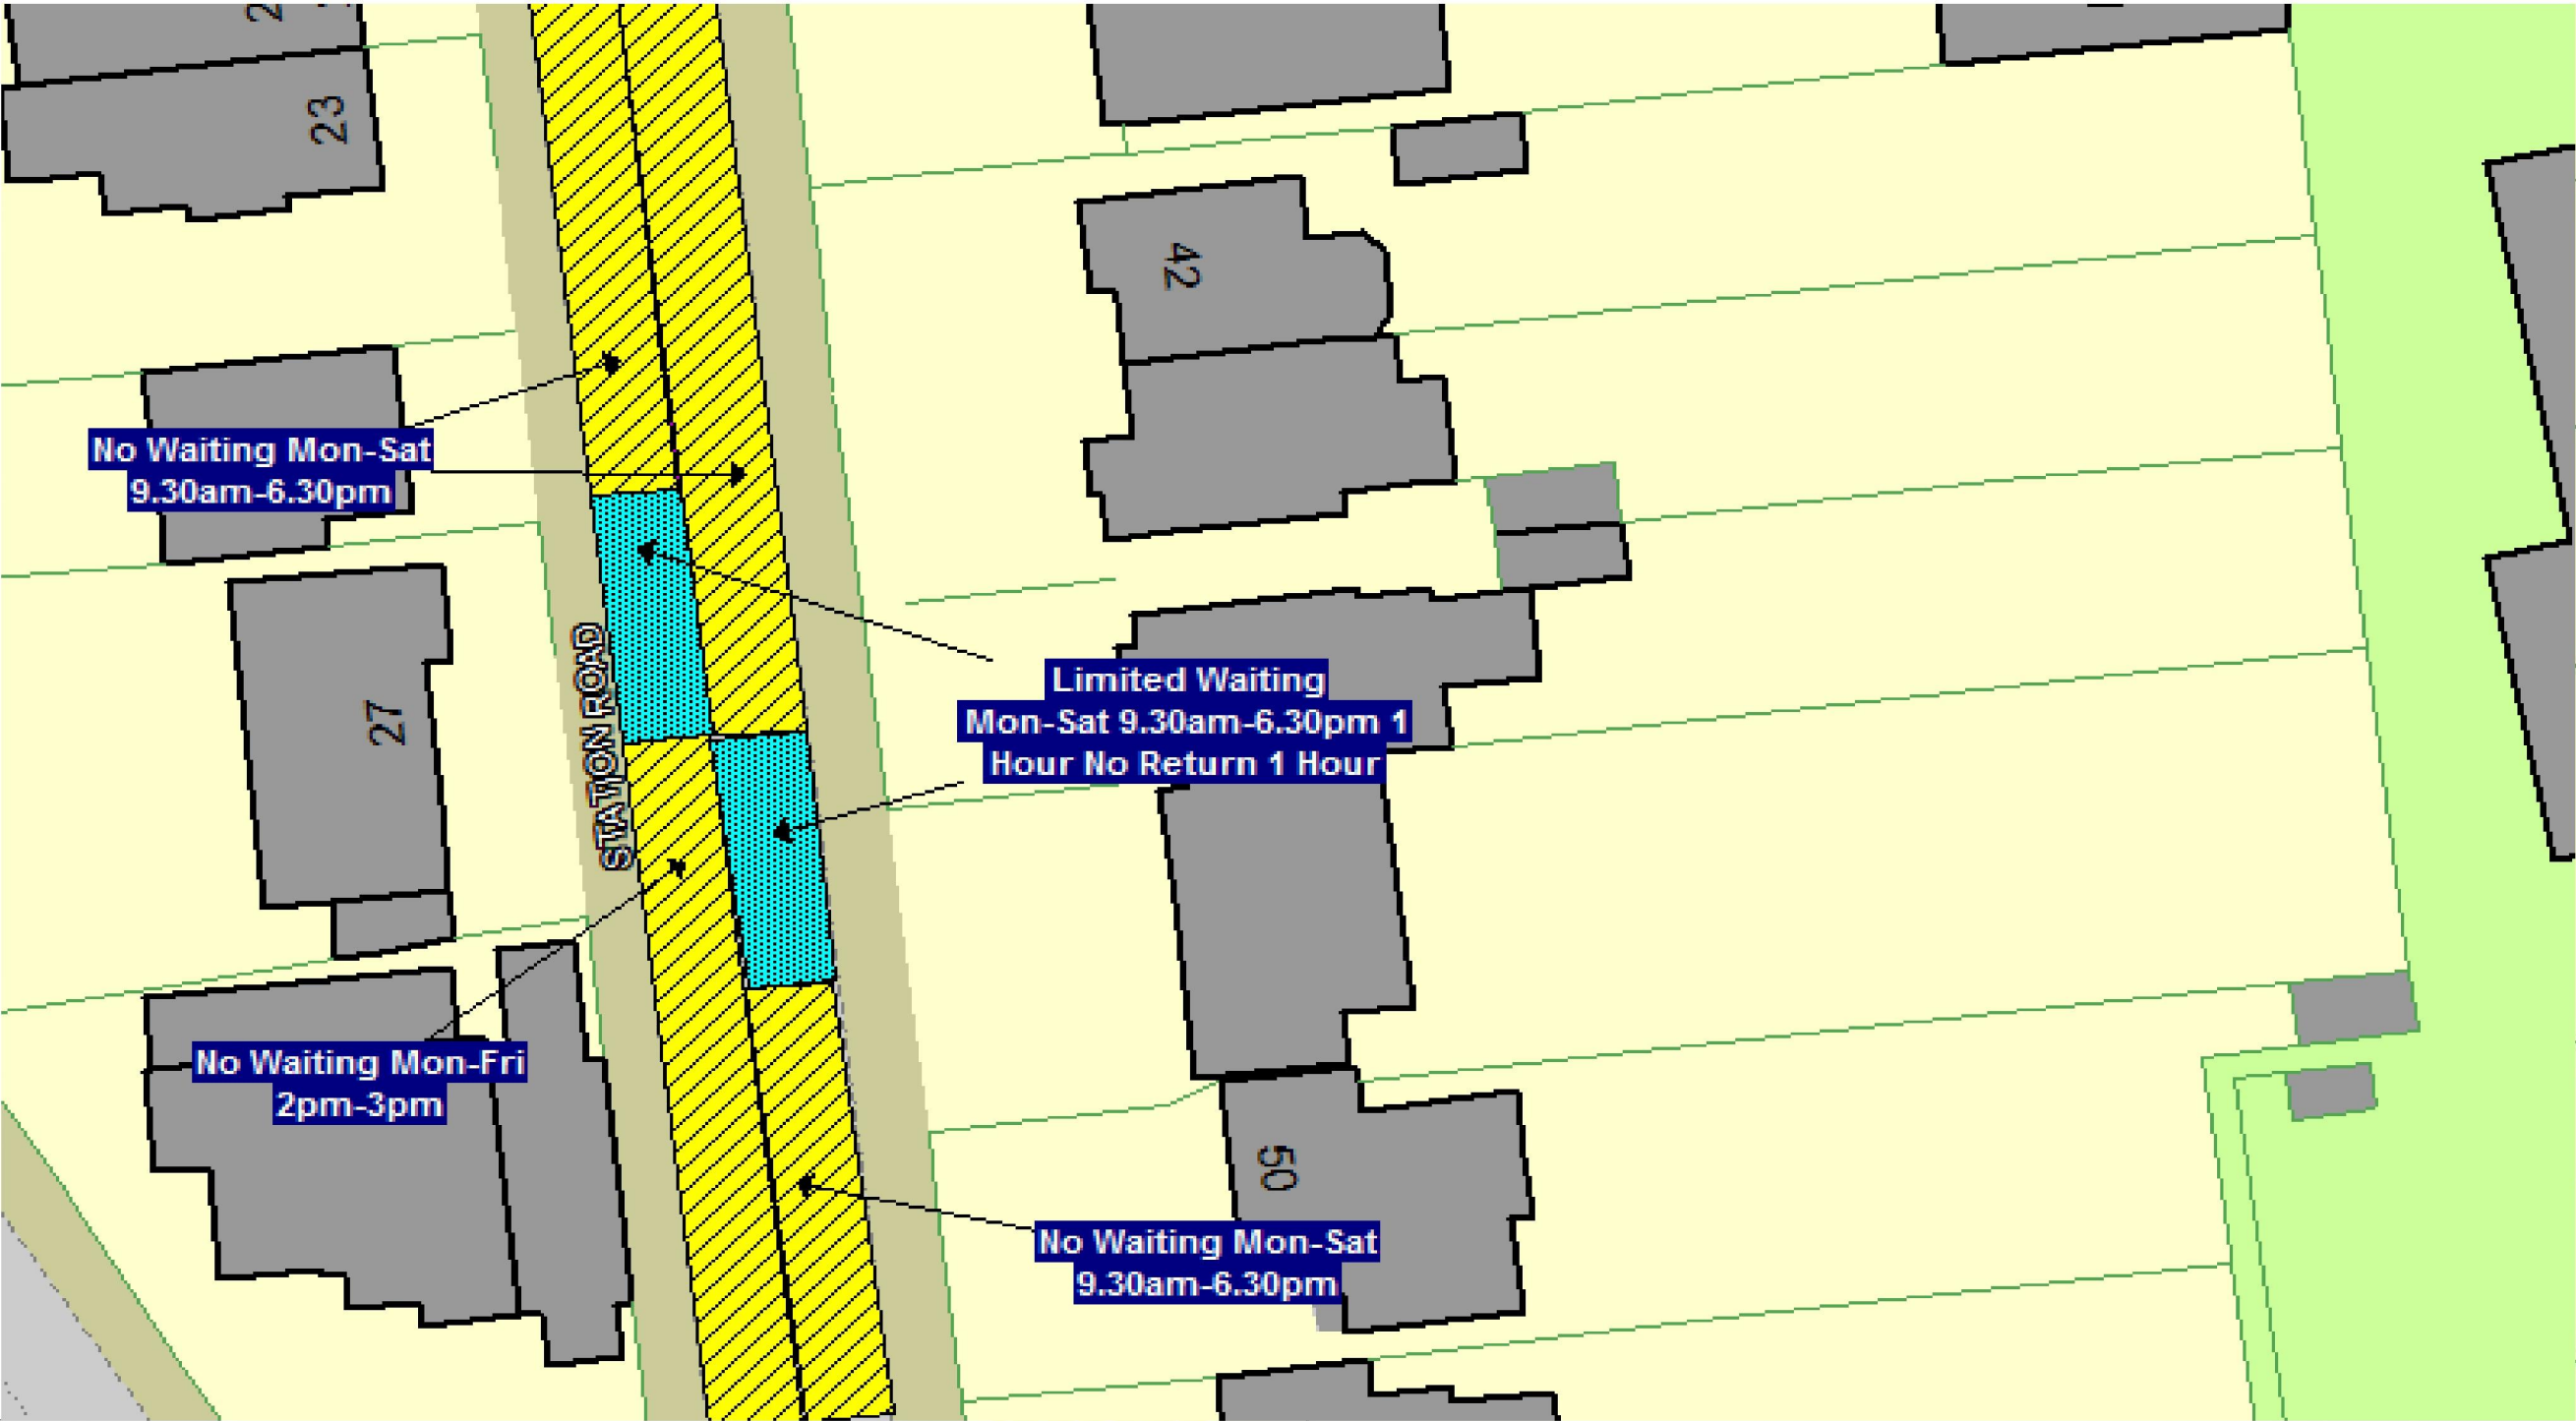 23
42
No Waiting Mon-Sat
9.30am-6.30pm
STATION ROAD
27
Limited Waiting
Mon-Sat 9.30am-6.30pm 1
Hour No Return 1 Hour
No Waiting Mon-Fri
2pm-3pm
50
No Waiting Mon-Sat
9.30am-6.30pm